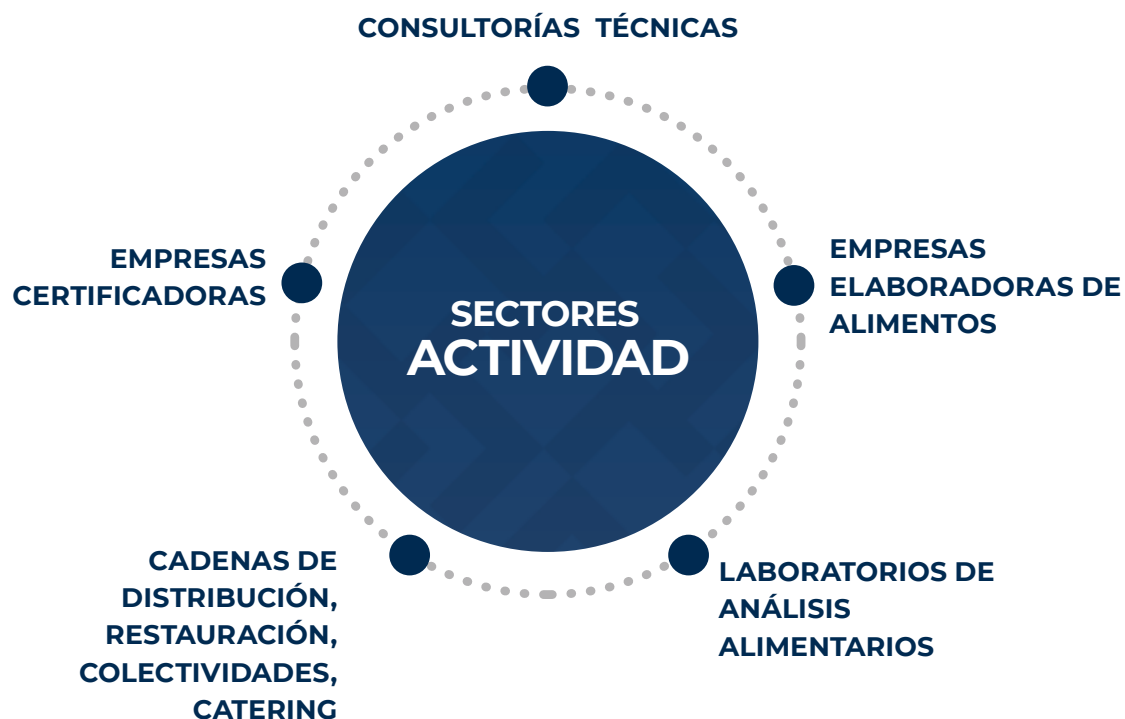 CONSULTORÍAS TÉCNICAS
EMPRESAS
CERTIFICADORAS
EMPRESAS
ELABORADORAS DE
ALIMENTOS
SECTORES
ACTIVIDAD
CADENAS DE
DISTRIBUCIÓN,
RESTAURACIÓN,
COLECTIVIDADES,
CATERING
LABORATORIOS DE
ANÁLISIS
ALIMENTARIOS